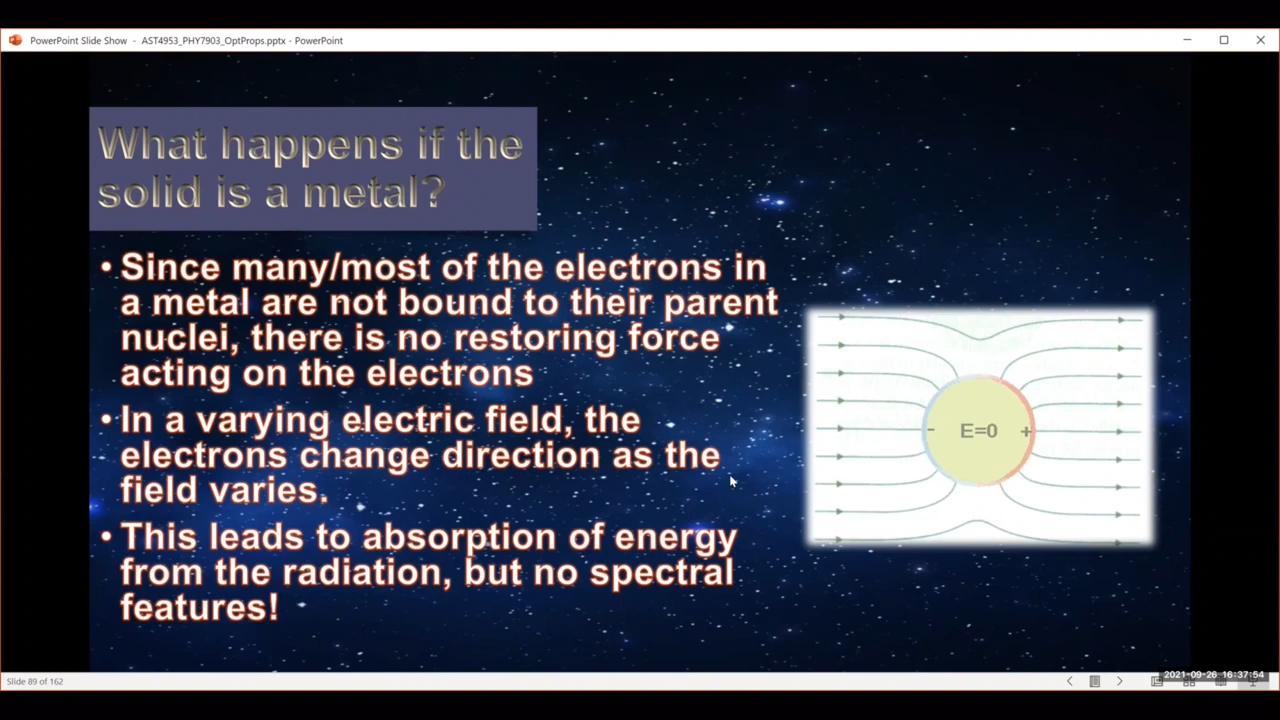 PowerPoint Slide Show - AST4953_PHY7903_OptProps.pptx - PowerPoint
What happens if the
solid is a metal?
• Since many/most of the electrons in
a metal are not bound to their parent
nuclei, there is no restoring force
acting on the electrons
• In a varying electric field, the
electrons change direction as the
field varies.
• This leads to absorption of energy
from the radiation, but no spectral
features!
- E=0 +
Slide 89 of 162
2021-09-26 16:37:54